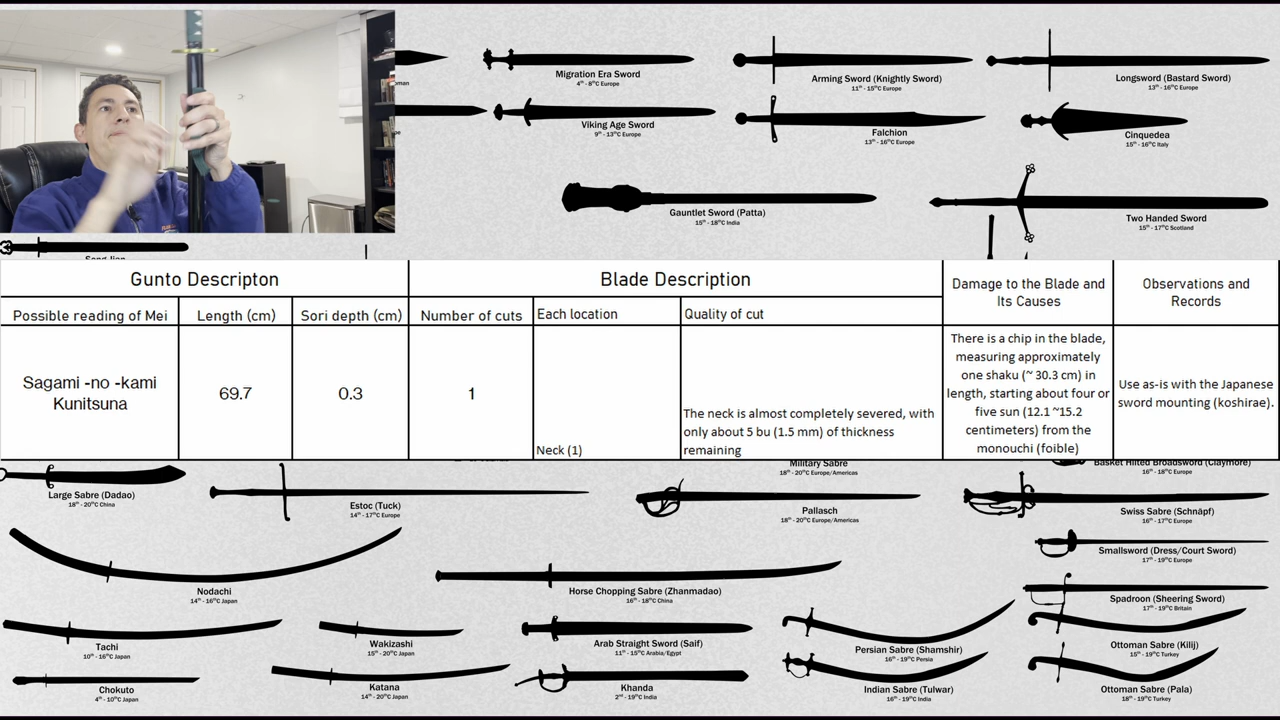 oman
Migration Era Sword
4th - 8thC Europe
Arming Sword (Knightly Sword)
11th - 15thC Europe
Longsword (Bastard Sword)
13th - 16thC Europe
pe
Viking Age Sword
9th - 13thC Europe
Falchion
13th - 16thC Europe
Cinquedea
15th - 16thC Italy
Gauntlet Sword (Patta)
15th - 18thC India
Two Handed Sword
15th - 17thC Scotland
Gunto Descripton
Blade Description
Damage to the Blade and
Its Causes
Observations and
Records
Possible reading of Mei
Length (cm)
Sori depth (cm)
Number of cuts
Each location
Quality of cut
Sagami -no -kami
Kunitsuna
69.7
0.3
1
Neck (1)
The neck is almost completely severed, with
only about 5 bu (1.5 mm) of thickness
remaining
There is a chip in the blade,
measuring approximately
one shaku (~ 30.3 cm) in
length, starting about four or
five sun (12.1 ~15.2
centimeters) from the
monouchi (foible)
Use as-is with the Japanese
sword mounting (koshirae).
Military Sabre
18th - 20thC Europe/Americas
Basket Hilted Broadsword (Claymore)
16th - 18thC Europe
Large Sabre (Dadao)
18th - 20thC China
Estoc (Tuck)
14th - 17thC Europe
Pallasch
18th - 20thC Europe/Americas
Swiss Sabre (Schnäpf)
16th - 17thC Europe
Smallsword (Dress/Court Sword)
17th - 19thC Europe
Nodachi
14th - 16thC Japan
Horse Chopping Sabre (Zhanmadao)
16th - 18thC China
Spadroon (Sheering Sword)
17th - 19thC Britain
Tachi
10th - 16thC Japan
Wakizashi
15th - 20thC Japan
Arab Straight Sword (Saif)
11th - 15thC Arabia/Egypt
Persian Sabre (Shamshir)
16th - 19thC Persia
Ottoman Sabre (Kilij)
15th - 19thC Turkey
Chokuto
4th - 10thC Japan
Katana
14th - 20thC Japan
Khanda
2nd - 19thC India
Indian Sabre (Tulwar)
16th - 19thC India
Ottoman Sabre (Pala)
18th - 19thC Turkey